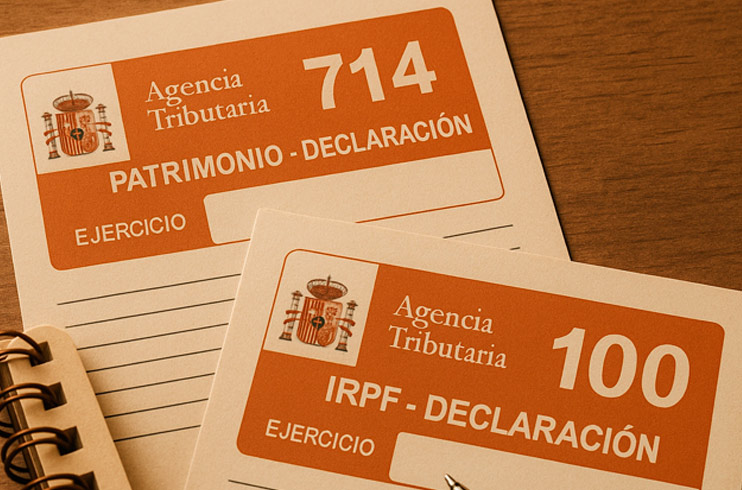 Agencia
Tributaria
714
PATRIMONIO - DECLARACIÓN
EJERCICIO
Agencia
Tributaria
100
IRPF - DECLARACIÓN
EJERCICIO